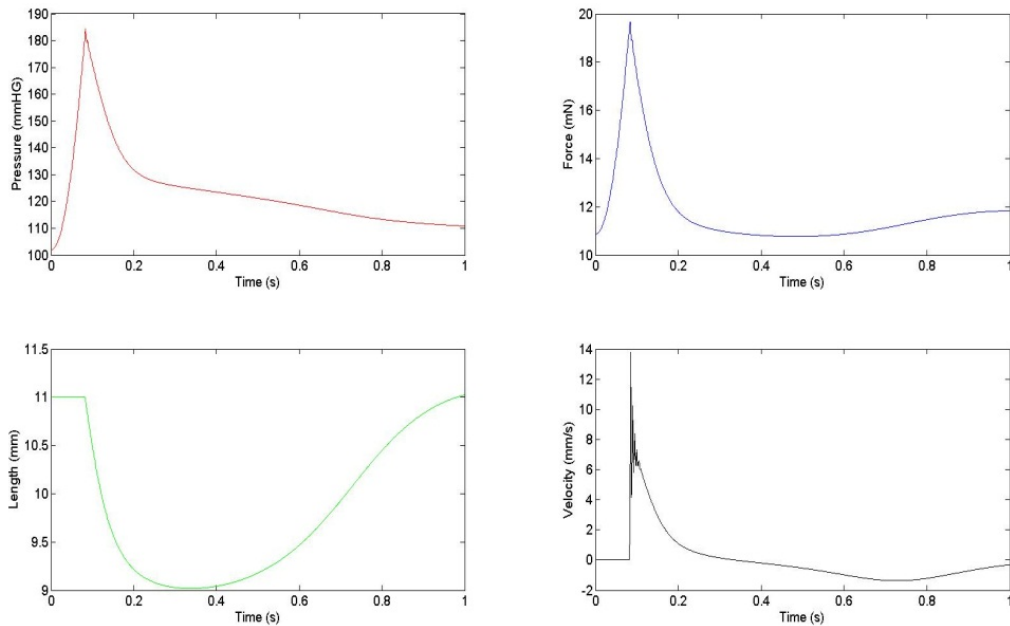 190
180
170
160
150
140
130
120
110
100
Pressure (mmHG)
0 0.2 0.4 0.6 0.8 1
Time (s)
20
18
16
14
12
10
Force (mN)
0 0.2 0.4 0.6 0.8 1
Time (s)
11.5
11
10.5
10
9.5
9
Length (mm)
0 0.2 0.4 0.6 0.8 1
Time (s)
14
12
10
8
6
4
2
0
-2
Velocity (mm/s)
0 0.2 0.4 0.6 0.8 1
Time (s)